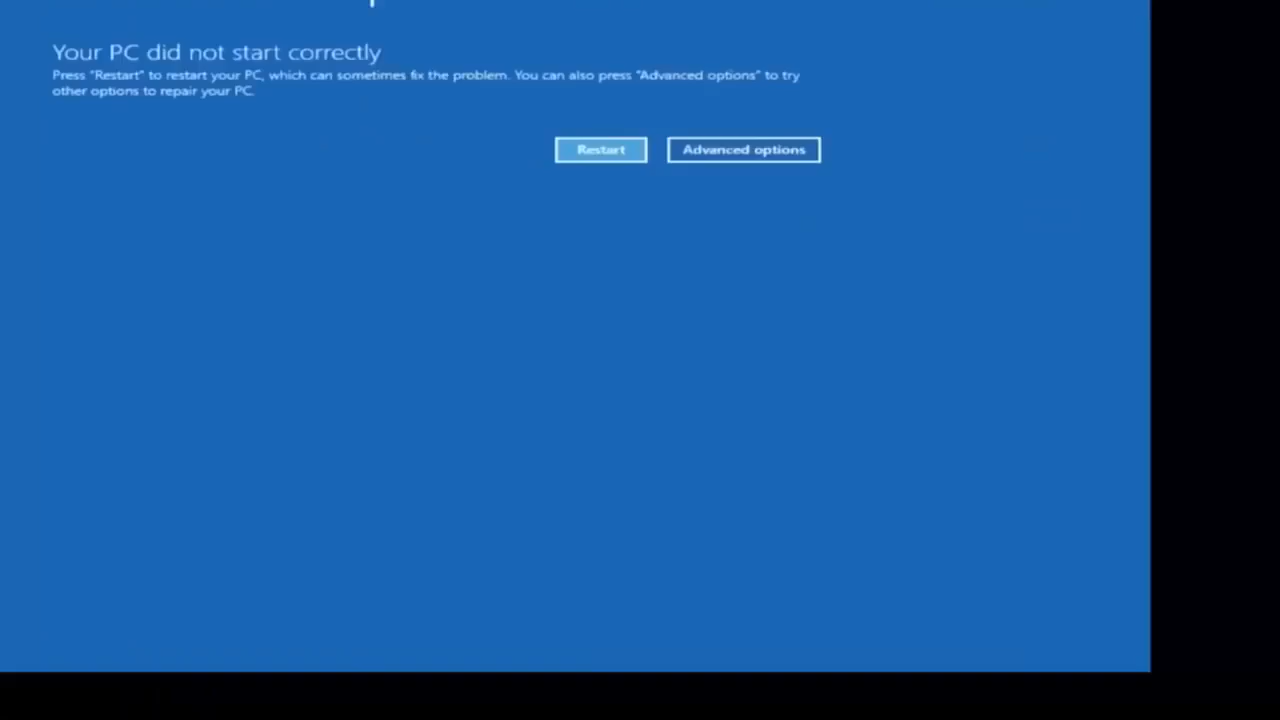 Your PC did not start correctly
Press "Restart" to restart your PC, which can sometimes fix the problem. You can also press "Advanced options" to try
other options to repair your PC.
Restart
Advanced options